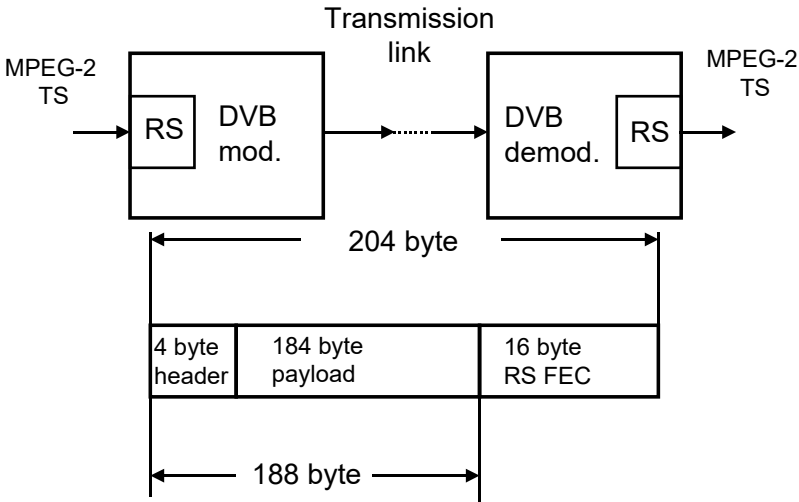 Transmission
link
MPEG-2
TS
RS
DVB
mod.
DVB
demod.
RS
MPEG-2
TS
204 byte
4 byte
header
184 byte
payload
16 byte
RS FEC
188 byte